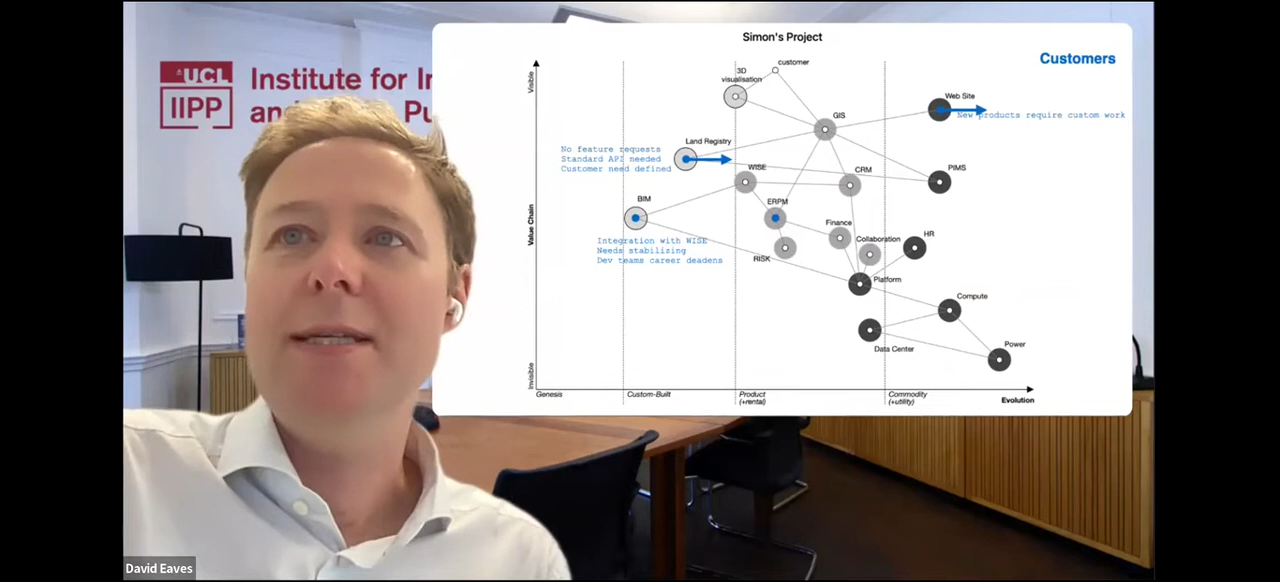 UCL
IIPP
Institute for I
and
Pu
Simon's Project
Customers
Visible
customer
3D
visualisation
Web Site
New products require custom work
GIS
Land Registry
No feature requests
Standard API needed
Customer need defined
WISE
CRM
PIMS
BIM
ERPM
Value Chain
Finance
HR
Collaboration
Integration with WISE
Needs stabilising
Dev teams career deadens
RISK
Platform
Compute
Data Center
Power
Invisible
Genesis
Custom-Built
Product
(+rental)
Commodity
(+utility)
Evolution
David Eaves